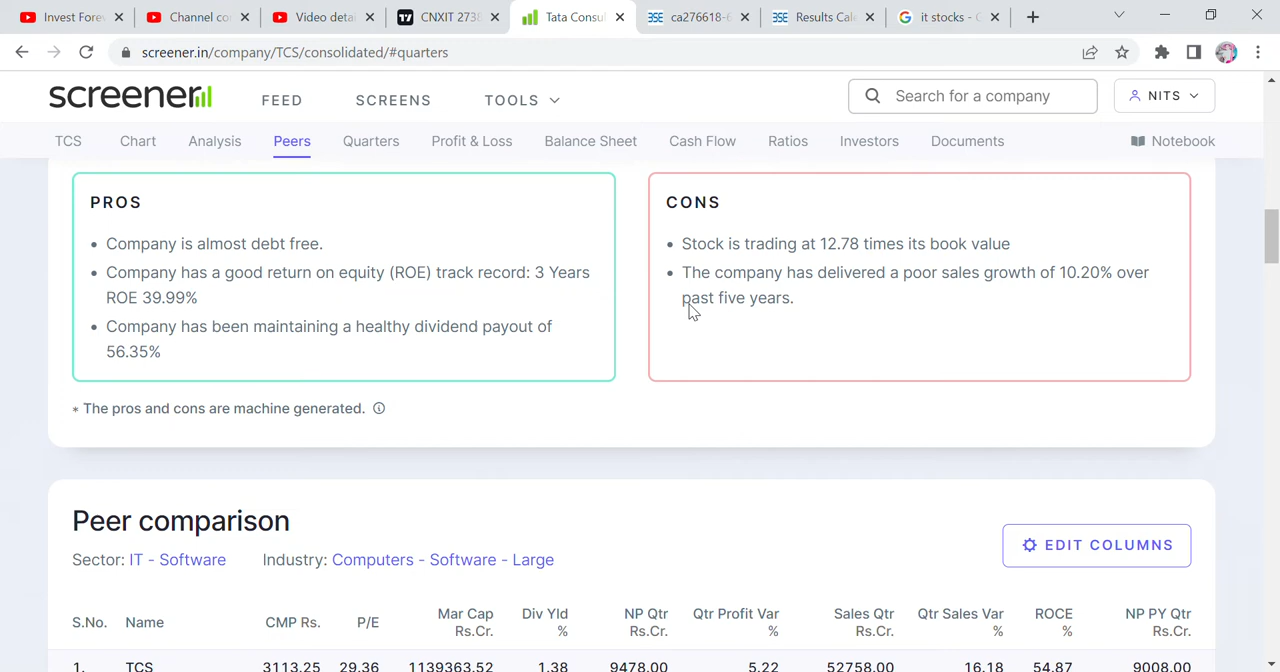 Invest Forev
Channel co
Video detai
CNXIT 2738
Tata Consul
BSE ca276618-6
BSE Results Cale
it stocks - G
screener.in/company/TCS/consolidated/#quarters
screener
FEED
SCREENS
TOOLS
Search for a company
NITS
TCS
Chart
Analysis
Peers
Quarters
Profit & Loss
Balance Sheet
Cash Flow
Ratios
Investors
Documents
Notebook
PROS
• Company is almost debt free.
• Company has a good return on equity (ROE) track record: 3 Years
ROE 39.99%
• Company has been maintaining a healthy dividend payout of
56.35%
CONS
• Stock is trading at 12.78 times its book value
• The company has delivered a poor sales growth of 10.20% over
past five years.
* The pros and cons are machine generated.
Peer comparison
Sector: IT - Software
Industry: Computers - Software - Large
EDIT COLUMNS
S.No. Name CMP Rs. P/E Mar Cap Rs.Cr. Div Yld % NP Qtr Rs.Cr. Qtr Profit Var % Sales Qtr Rs.Cr. Qtr Sales Var % ROCE % NP PY Qtr Rs.Cr.
1. TCS 3113.25 29.36 1139363.52 1.38 9478.00 5.22 52758.00 16.18 54.87 9008.00